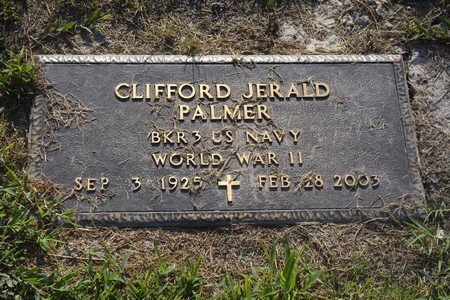 CLIFFORD JERALD
PALMER
BKR3 US NAVY
WORLD WAR II
SEP 3 1925 FEB 28 2003